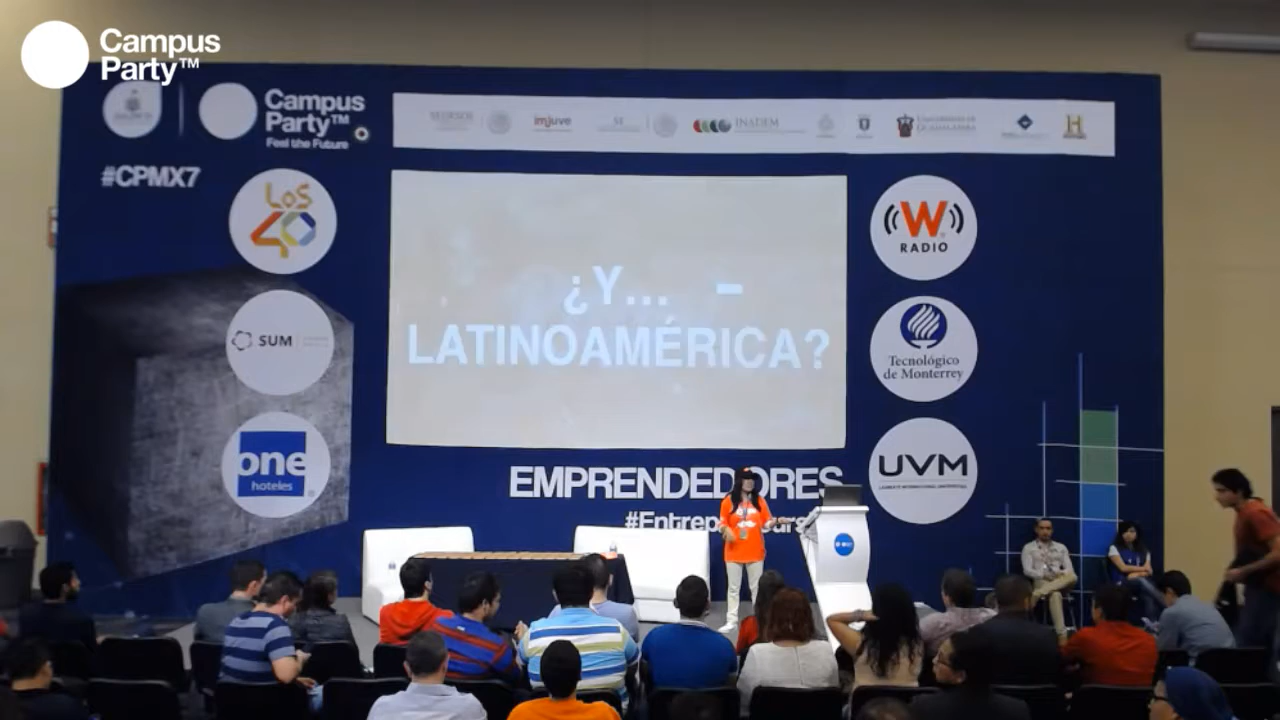 Campus
Party™
Campus
Party™
Feel the Future
imjuve
INADEM
#CPMX7
LOS
40
W
RADIO
¿Y... -
LATINOAMÉRICA?
SUM
Tecnológico
de Monterrey
one
hoteles
UVM
EMPRENDEDORES